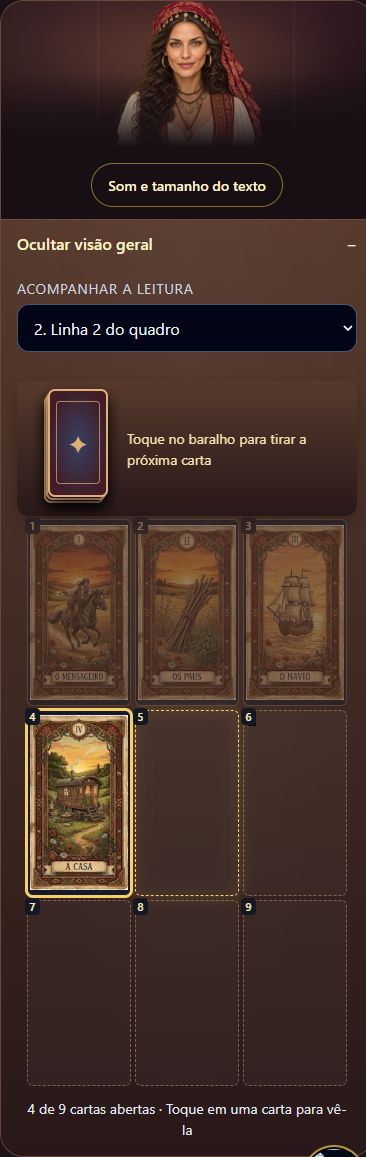 Som e tamanho do texto
Ocultar visão geral −
ACOMPANHAR A LEITURA
2. Linha 2 do quadro
Toque no baralho para tirar a
próxima carta
1 2 3
I II III
O MENSAGEIRO OS PAUS O NAVIO
4 5 6
IV
A CASA
7 8 9
4 de 9 cartas abertas · Toque em uma carta para vê-
la